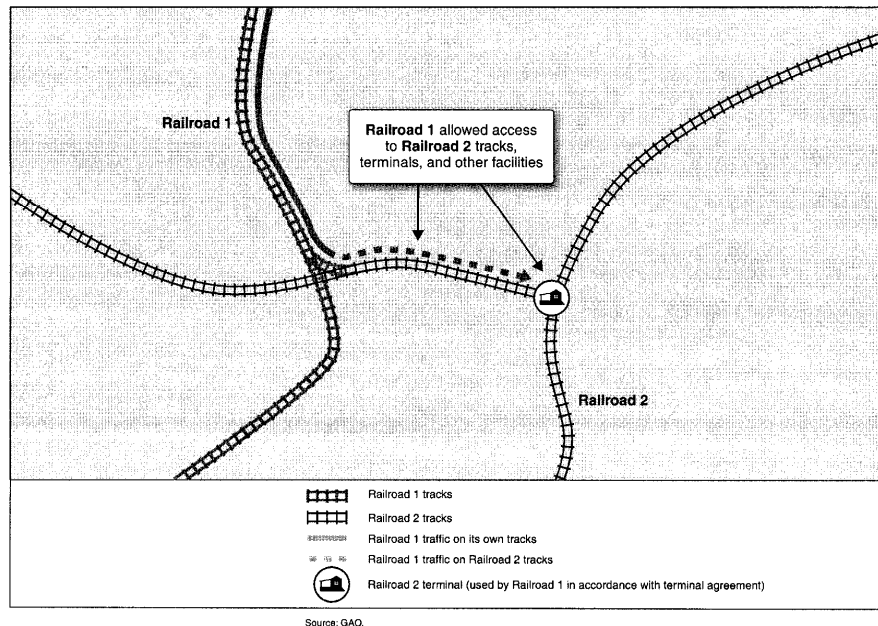 Railroad 1
Railroad 1 allowed access
to Railroad 2 tracks,
terminals, and other facilities
Railroad 2
Railroad 1 tracks
Railroad 2 tracks
Railroad 1 traffic on its own tracks
Railroad 1 traffic on Railroad 2 tracks
Railroad 2 terminal (used by Railroad 1 in accordance with terminal agreement)
Source: GAO.